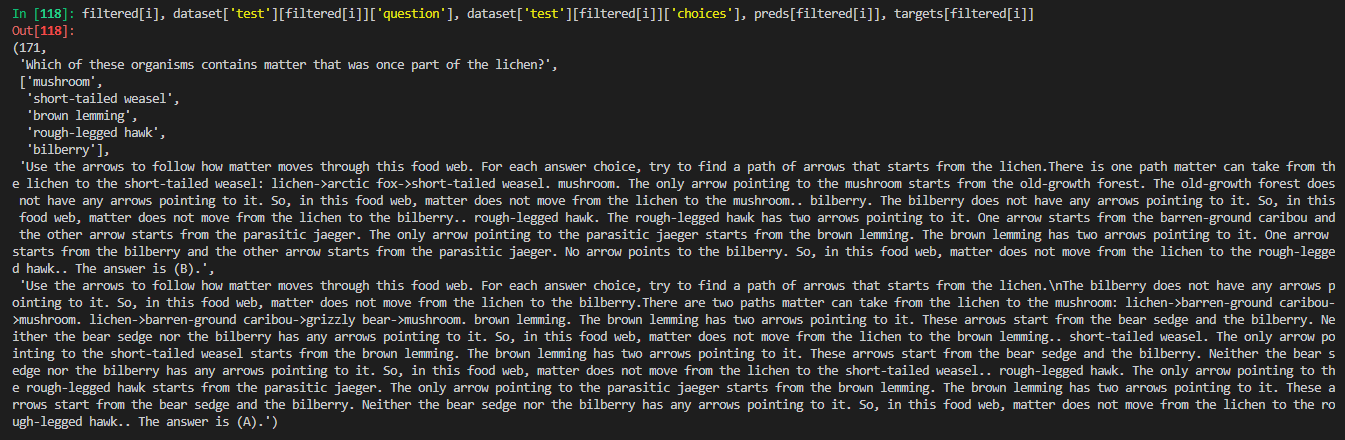 In [118]: filtered[i], dataset['test'][filtered[i]]['question'], dataset['test'][filtered[i]]['choices'], preds[filtered[i]], targets[filtered[i]]
Out[118]:
(171,
 'Which of these organisms contains matter that was once part of the lichen?',
 ['mushroom',
  'short-tailed weasel',
  'brown lemming',
  'rough-legged hawk',
  'bilberry'],
 'Use the arrows to follow how matter moves through this food web. For each answer choice, try to find a path of arrows that starts from the lichen.There is one path matter can take from th
e lichen to the short-tailed weasel: lichen->arctic fox->short-tailed weasel. mushroom. The only arrow pointing to the mushroom starts from the old-growth forest. The old-growth forest does
 not have any arrows pointing to it. So, in this food web, matter does not move from the lichen to the mushroom.. bilberry. The bilberry does not have any arrows pointing to it. So, in this
 food web, matter does not move from the lichen to the bilberry.. rough-legged hawk. The rough-legged hawk has two arrows pointing to it. One arrow starts from the barren-ground caribou and
 the other arrow starts from the parasitic jaeger. The only arrow pointing to the parasitic jaeger starts from the brown lemming. The brown lemming has two arrows pointing to it. One arrow
starts from the bilberry and the other arrow starts from the parasitic jaeger. No arrow points to the bilberry. So, in this food web, matter does not move from the lichen to the rough-legge
d hawk.. The answer is (B).',
 'Use the arrows to follow how matter moves through this food web. For each answer choice, try to find a path of arrows that starts from the lichen.\nThe bilberry does not have any arrows p
ointing to it. So, in this food web, matter does not move from the lichen to the bilberry.There are two paths matter can take from the lichen to the mushroom: lichen->barren-ground caribou-
>mushroom. lichen->barren-ground caribou->grizzly bear->mushroom. brown lemming. The brown lemming has two arrows pointing to it. These arrows start from the bear sedge and the bilberry. Ne
ither the bear sedge nor the bilberry has any arrows pointing to it. So, in this food web, matter does not move from the lichen to the brown lemming.. short-tailed weasel. The only arrow po
inting to the short-tailed weasel starts from the brown lemming. The brown lemming has two arrows pointing to it. These arrows start from the bear sedge and the bilberry. Neither the bear s
edge nor the bilberry has any arrows pointing to it. So, in this food web, matter does not move from the lichen to the short-tailed weasel.. rough-legged hawk. The only arrow pointing to th
e rough-legged hawk starts from the parasitic jaeger. The only arrow pointing to the parasitic jaeger starts from the brown lemming. The brown lemming has two arrows pointing to it. These a
rrows start from the bear sedge and the bilberry. Neither the bear sedge nor the bilberry has any arrows pointing to it. So, in this food web, matter does not move from the lichen to the ro
ugh-legged hawk.. The answer is (A).')